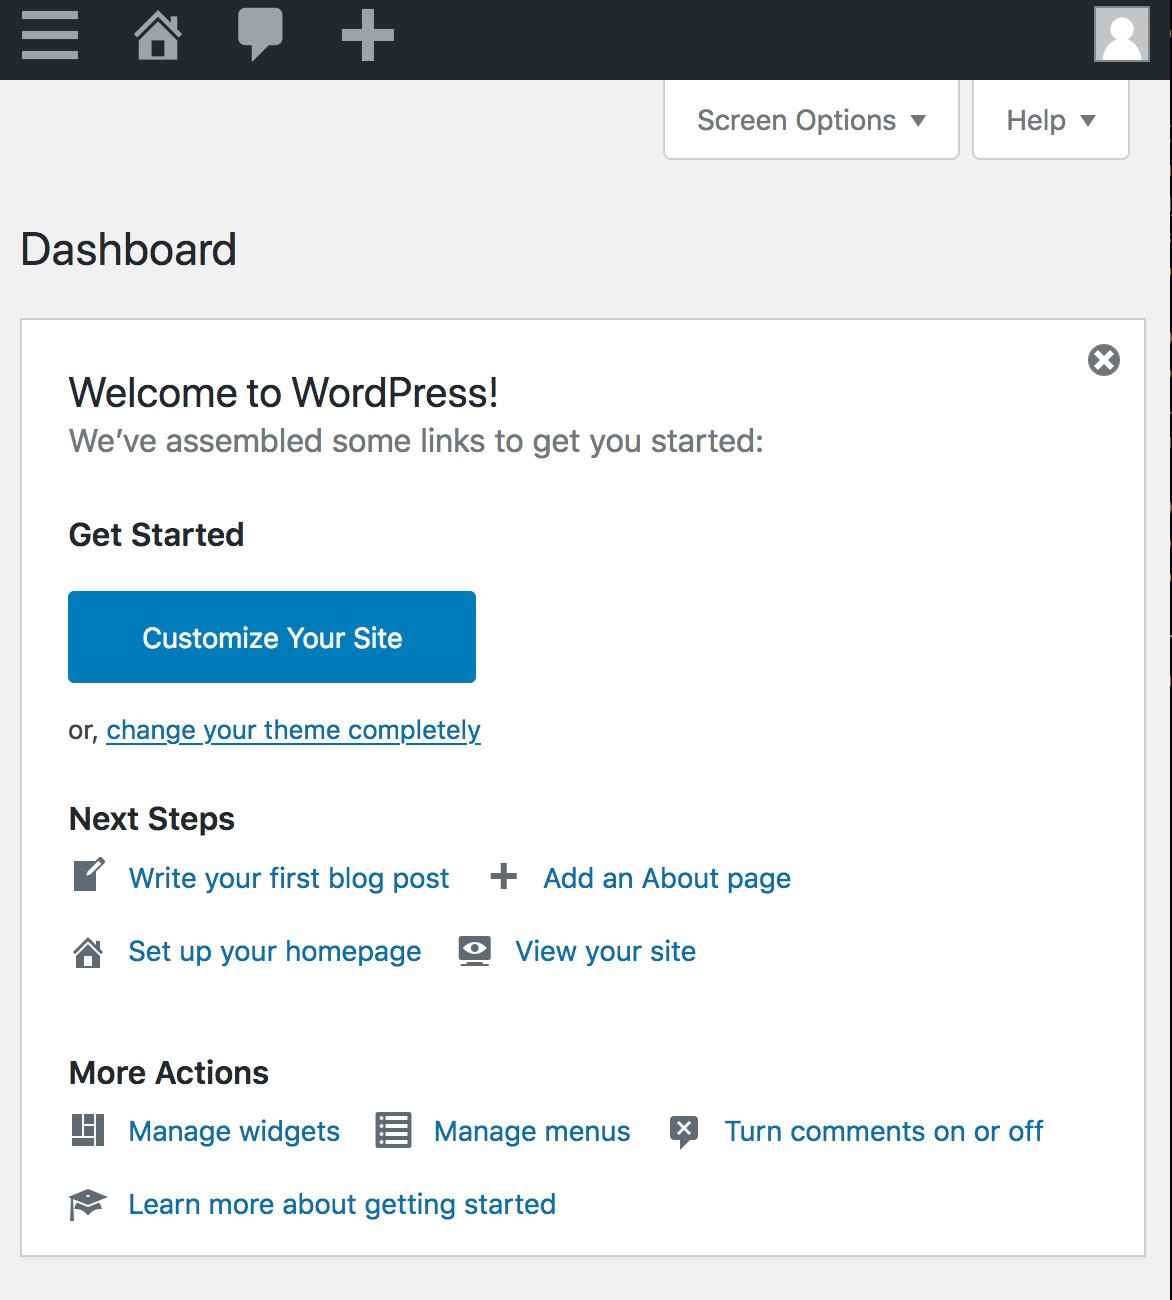 Screen Options Help
Dashboard
Welcome to WordPress!
We’ve assembled some links to get you started:
Get Started
Customize Your Site
or, change your theme completely
Next Steps
Write your first blog post Add an About page
Set up your homepage View your site
More Actions
Manage widgets Manage menus Turn comments on or off
Learn more about getting started